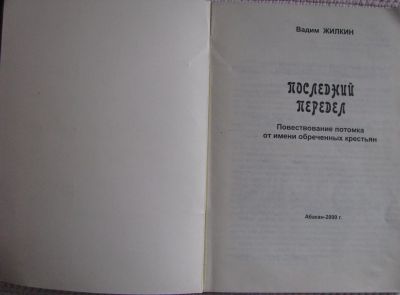 Вадим ЖИЛКИН
ПОСЛЕДНИЙ
ПЕРЕДЕЛ
Повествование потомка
от имени обреченных крестьян
Абакан-2000 г.